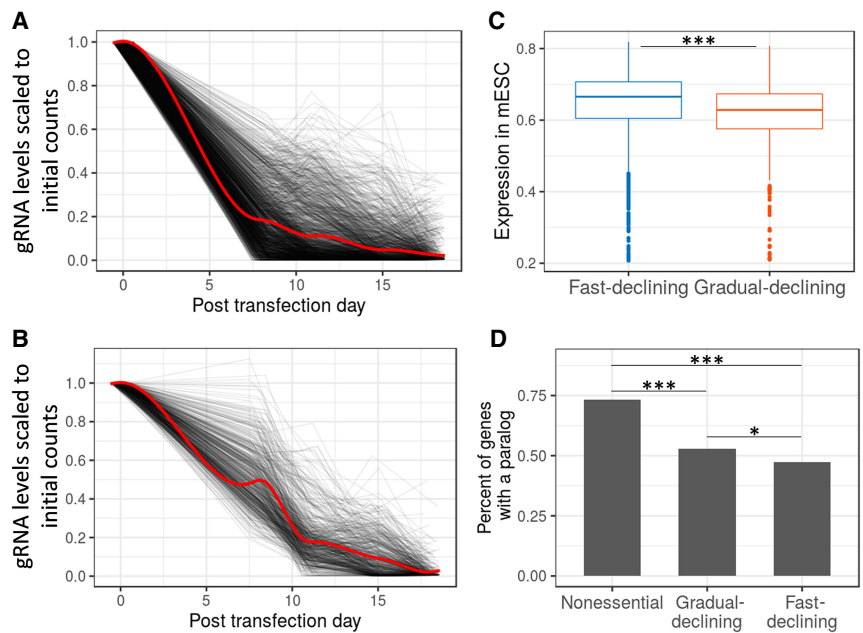 A
gRNA levels scaled to
initial counts
1.0
0.8
0.6
0.4
0.2
0.0
0 5 10 15
Post transfection day
B
gRNA levels scaled to
initial counts
1.0
0.8
0.6
0.4
0.2
0.0
0 5 10 15
Post transfection day
C
Expression in mESC
0.8
0.6
0.4
0.2
***
Fast-declining Gradual-declining
D
Percent of genes
with a paralog
0.75
0.50
0.25
0.00
***
***
*
Nonessential Gradual- Fast-
declining declining